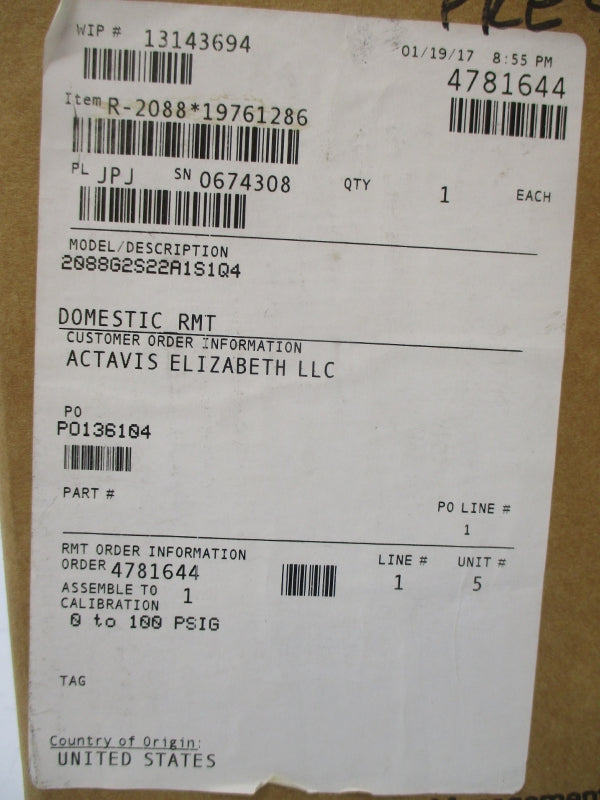 WIP # 13143694
01/19/17 8:55 PM
4781644
Item R-2088*19761286
PL JPJ SN 0674308 QTY 1 EACH
MODEL/DESCRIPTION
2088G2S22A1S1Q4
DOMESTIC RMT
CUSTOMER ORDER INFORMATION
ACTAVIS ELIZABETH LLC
PO
PO136104
PART #
PO LINE #
1
RMT ORDER INFORMATION
ORDER 4781644
LINE # UNIT #
1 5
ASSEMBLE TO 1
CALIBRATION
0 to 100 PSIG
TAG
Country of Origin:
UNITED STATES